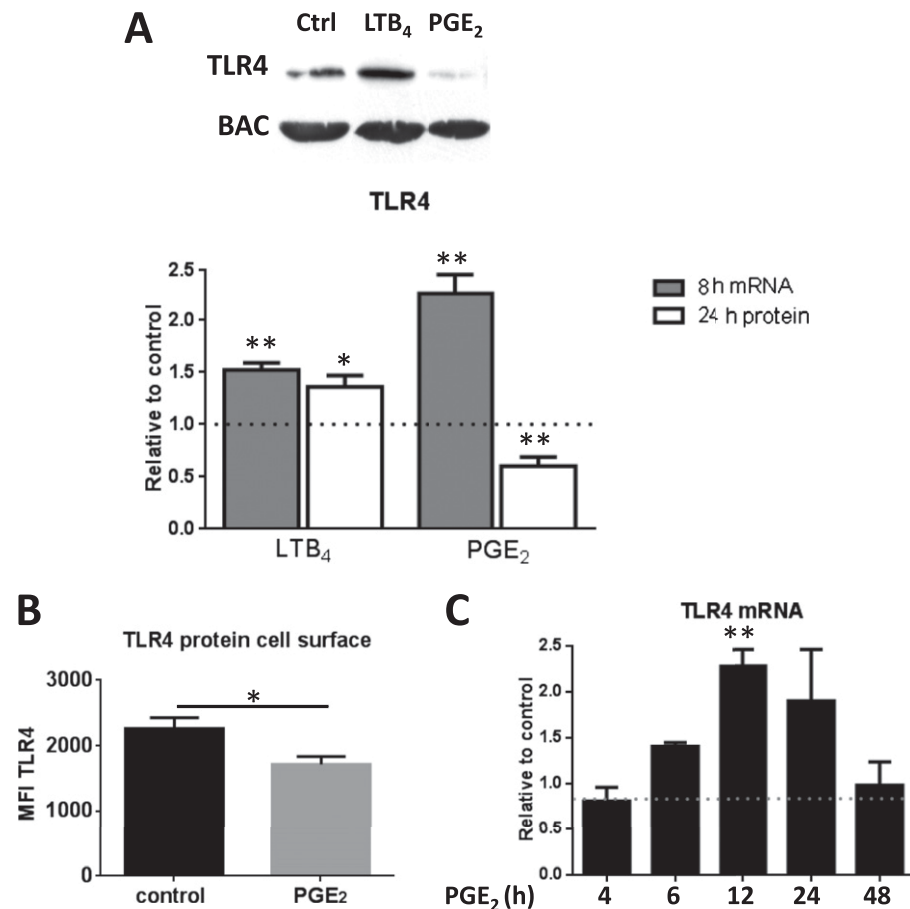 A
Ctrl LTB4 PGE2
TLR4
BAC
TLR4
Relative to control
2.5
2.0
1.5
1.0
0.5
0.0
** * ** **
LTB4 PGE2
8h mRNA
24 h protein
B
TLR4 protein cell surface
MFI TLR4
3000
2000
1000
0
*
control PGE2
C
TLR4 mRNA
**
Relative to control
2.5
2.0
1.5
1.0
0.5
0.0
PGE2 (h) 4 6 12 24 48